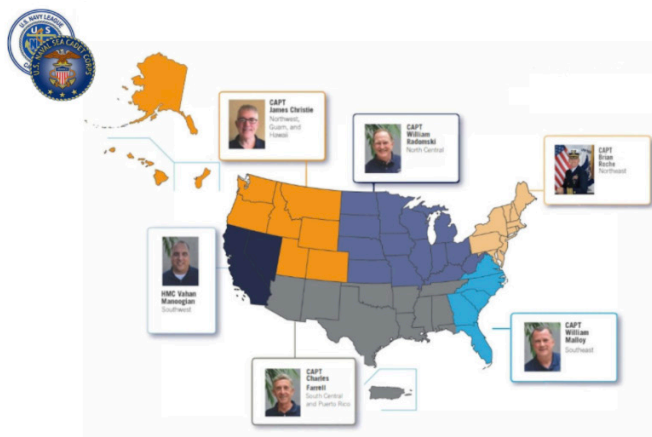 U.S. NAVY LEAGUE
U.S. NAVAL SEA CADET CORPS
CAPT
James Christie
Northwest,
Guam, and
Hawaii
CAPT
William
Radomski
North Central
CAPT
Brian
Roche
Northeast
HMC Vahan
Manoogian
Southwest
CAPT
William
Malloy
Southeast
CAPT
Charles
Farrell
South Central
and Puerto Rico